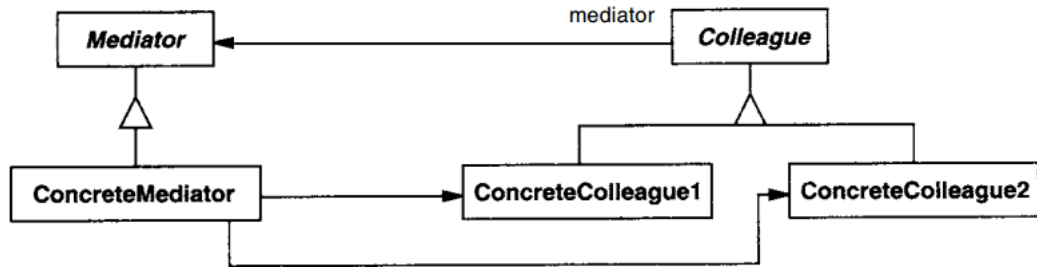 mediator
Mediator
Colleague
ConcreteMediator
ConcreteColleague1
ConcreteColleague2